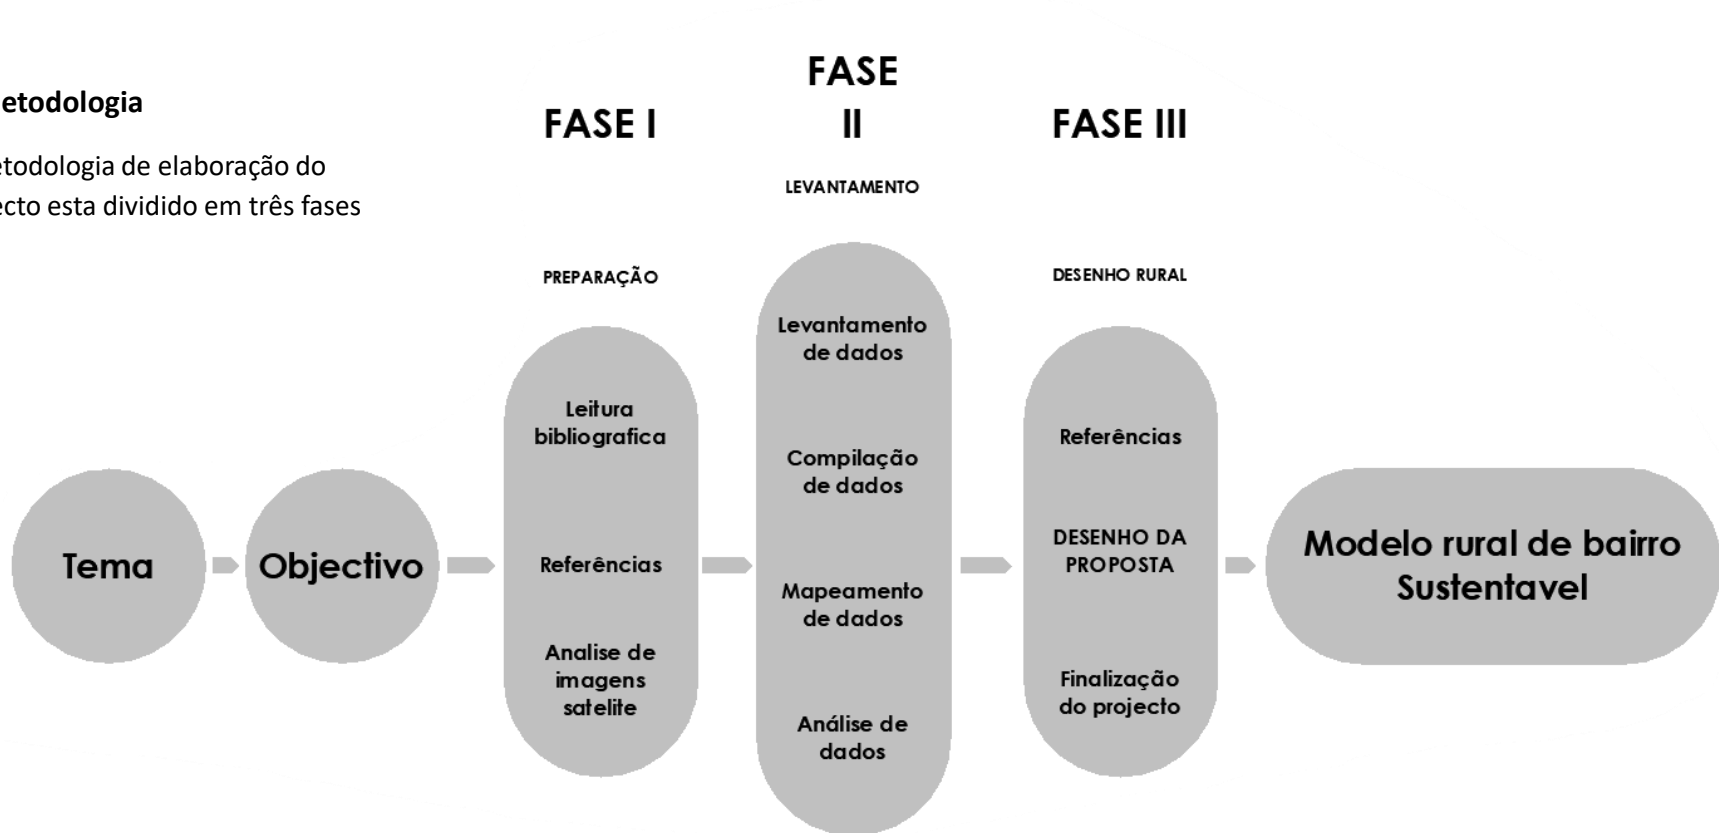 etodologia
etodologia de elaboração do
ecto esta dividido em três fases
FASE I
PREPARAÇÃO
Leitura
bibliografica
Referências
Analise de
imagens
satelite
FASE
II
LEVANTAMENTO
Levantamento
de dados
Compilação
de dados
Mapeamento
de dados
Análise de
dados
FASE III
DESENHO RURAL
Referências
DESENHO DA
PROPOSTA
Finalização
do projecto
Tema
Objectivo
Modelo rural de bairro
Sustentavel